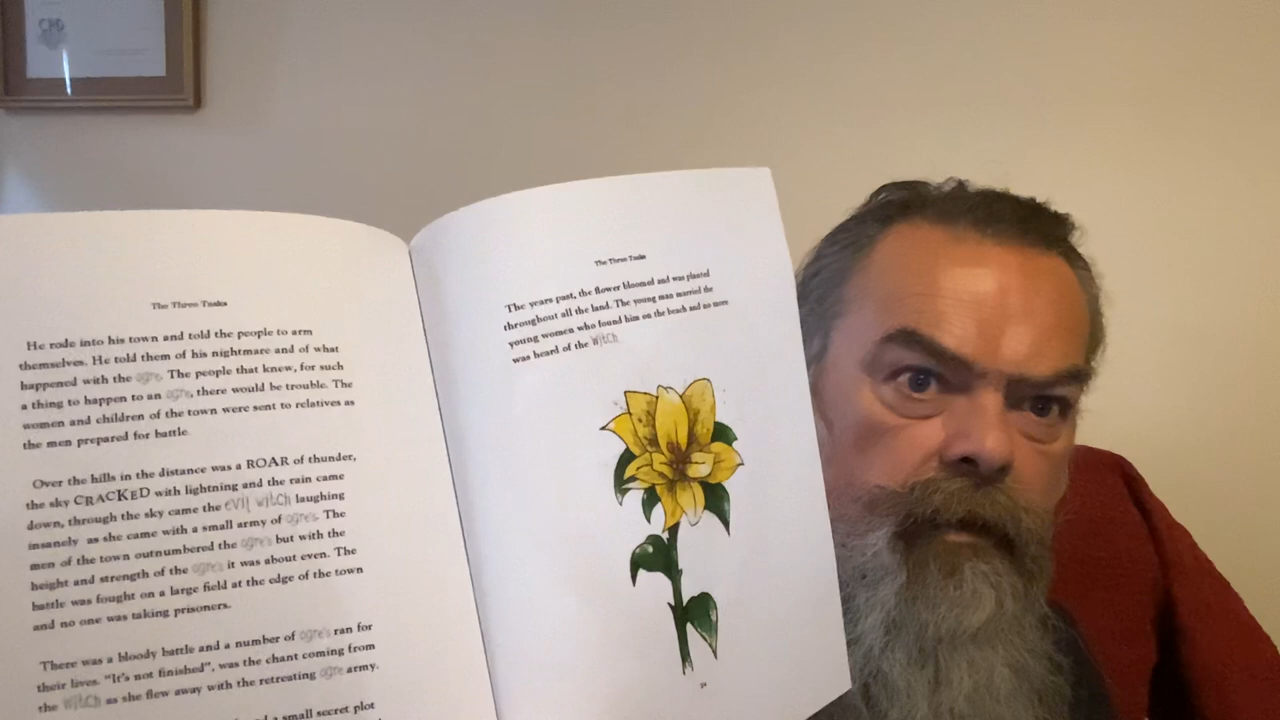 The Three Tasks
He rode into his town and told the people to arm
themselves. He told them of his nightmare and of what
happened with the ogre. The people that knew, for such
a thing to happen to an ogre, there would be trouble. The
women and children of the town were sent to relatives as
the men prepared for battle.
Over the hills in the distance was a ROAR of thunder,
the sky CRACKED with lightning and the rain came
down, through the sky came the evil witch laughing
insanely as she came with a small army of ogre's. The
men of the town outnumbered the ogre's but with the
height and strength of the ogre's it was about even. The
battle was fought on a large field at the edge of the town
and no one was taking prisoners.
There was a bloody battle and a number of ogre's ran for
their lives. “It's not finished”, was the chant coming from
the witch as she flew away with the retreating ogre army.
a small secret plot
The Three Tasks
The years past, the flower bloomed and was planted
throughout all the land. The young man married the
young women who found him on the beach and no more
was heard of the witch